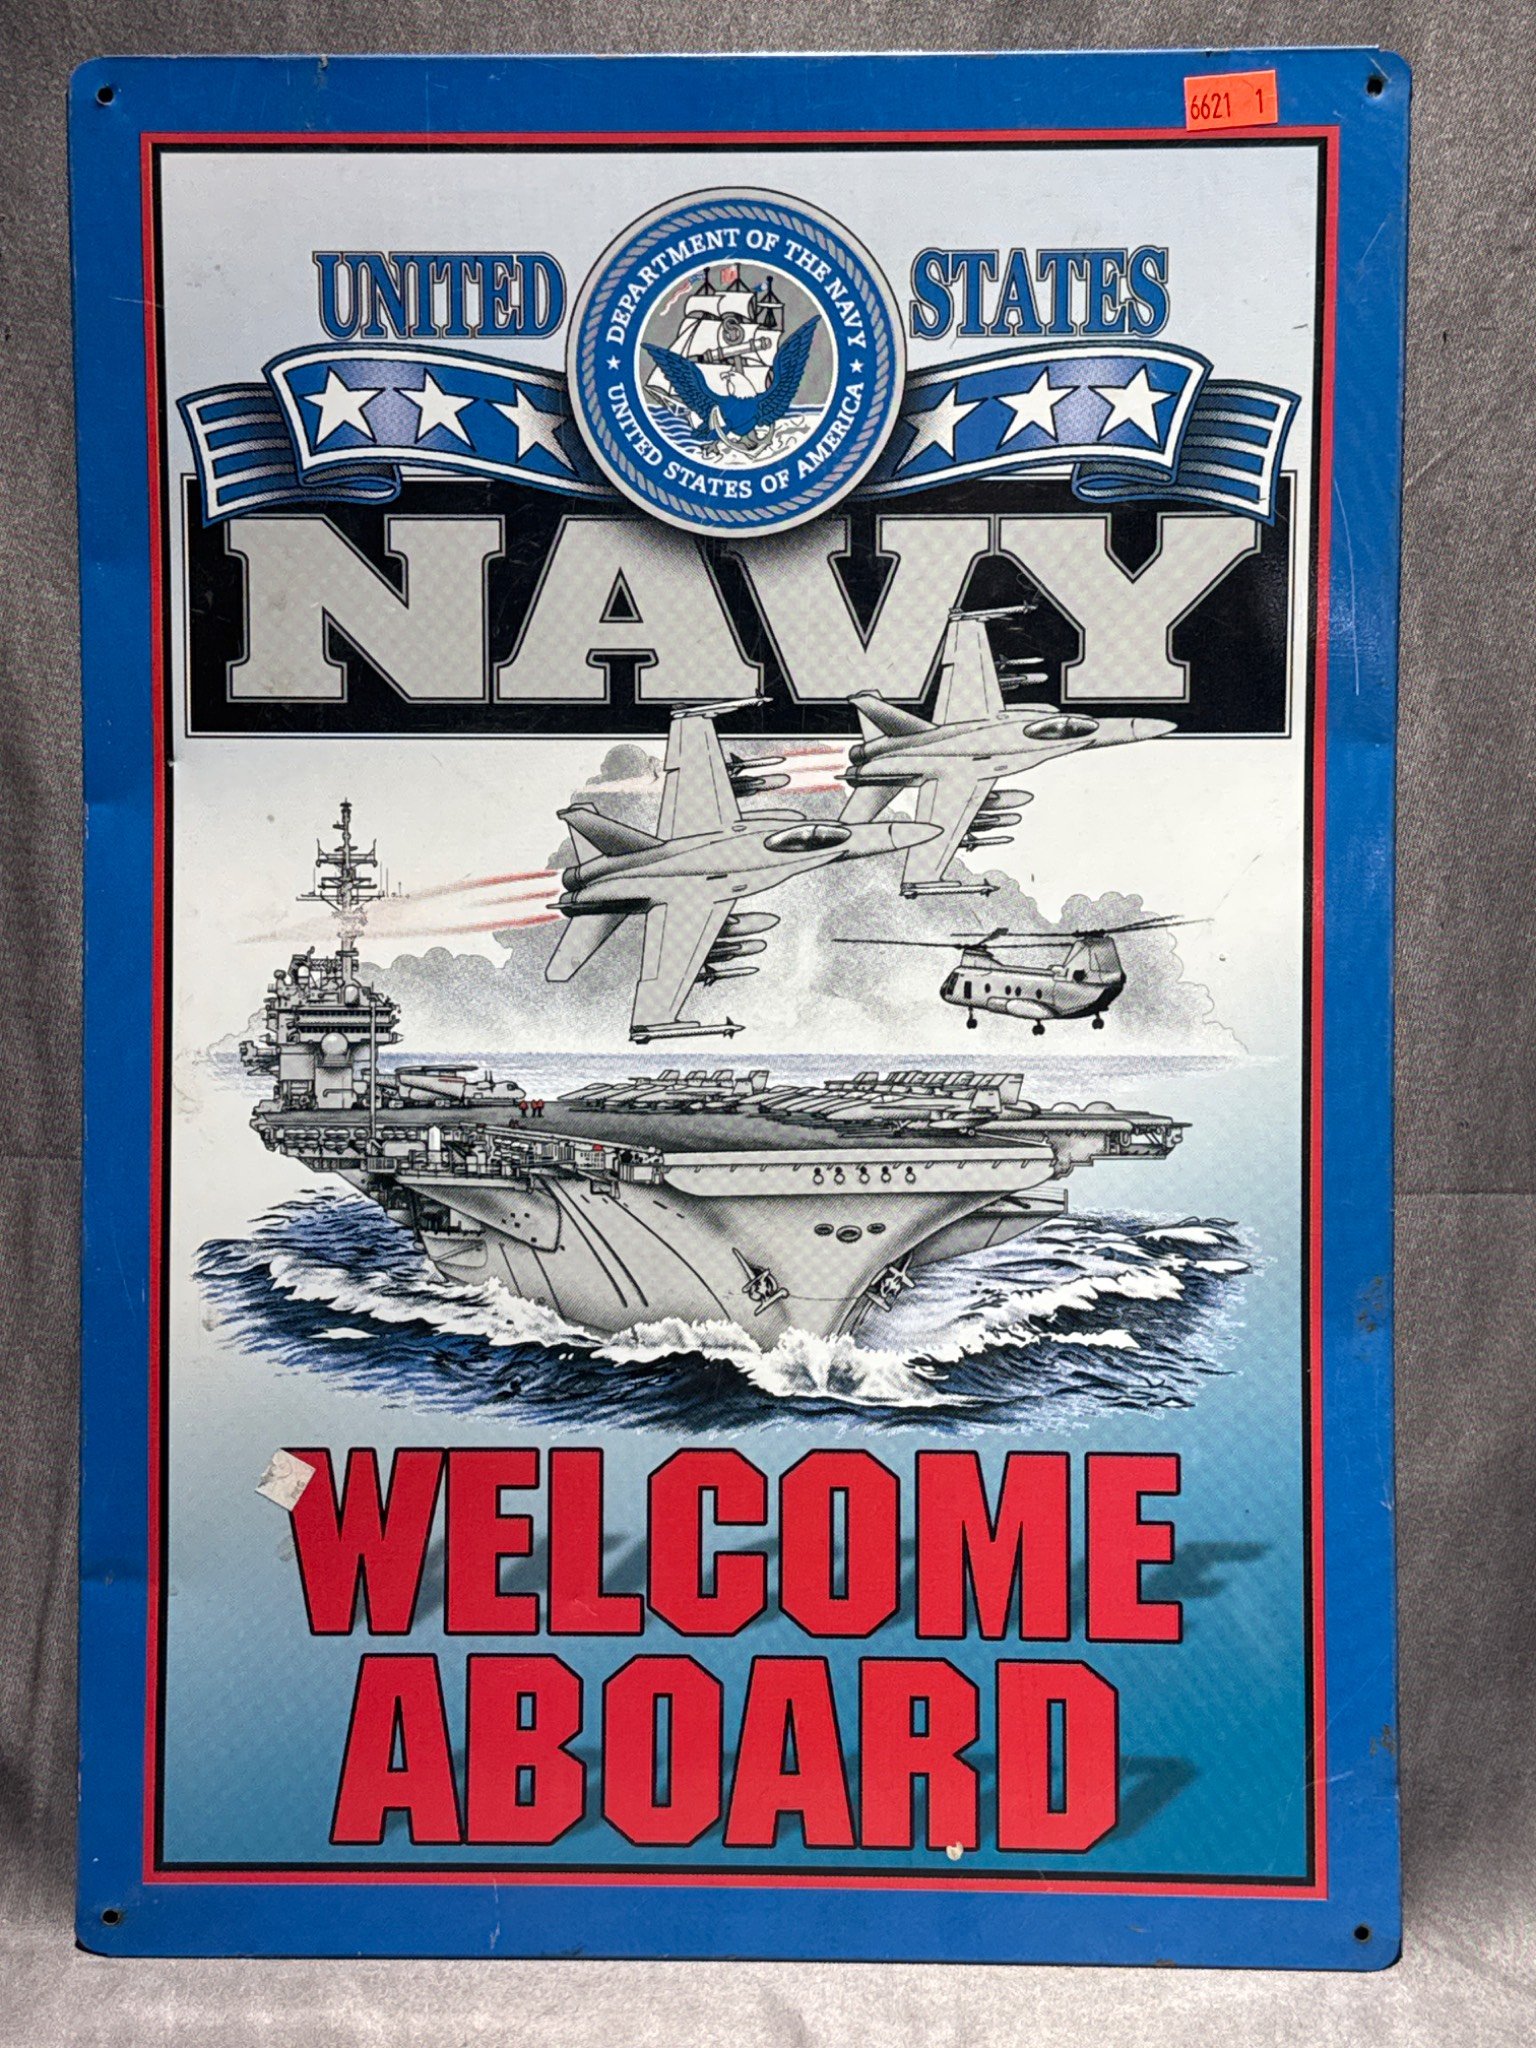 6621 1
UNITED STATES
DEPARTMENT OF THE NAVY
UNITED STATES OF AMERICA
NAVY
WELCOME
ABOARD